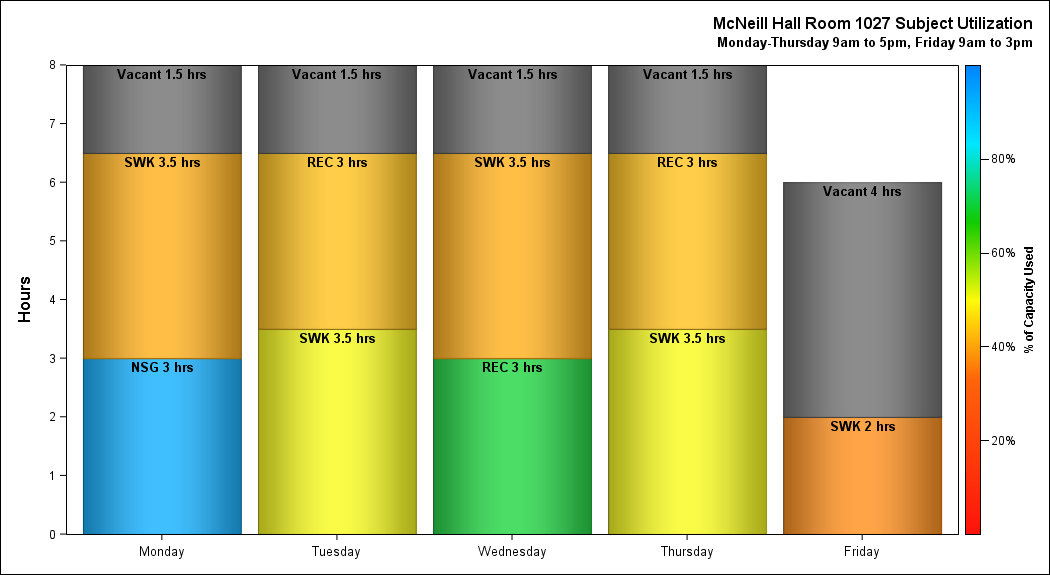 McNeill Hall Room 1027 Subject Utilization
Monday-Thursday 9am to 5pm, Friday 9am to 3pm
8
7
6
5
4
3
2
1
0
Hours
Vacant 1.5 hrs
SWK 3.5 hrs
NSG 3 hrs
Vacant 1.5 hrs
REC 3 hrs
SWK 3.5 hrs
Vacant 1.5 hrs
SWK 3.5 hrs
REC 3 hrs
Vacant 1.5 hrs
REC 3 hrs
SWK 3.5 hrs
Vacant 4 hrs
SWK 2 hrs
Monday
Tuesday
Wednesday
Thursday
Friday
80%
60%
40%
20%
% of Capacity Used